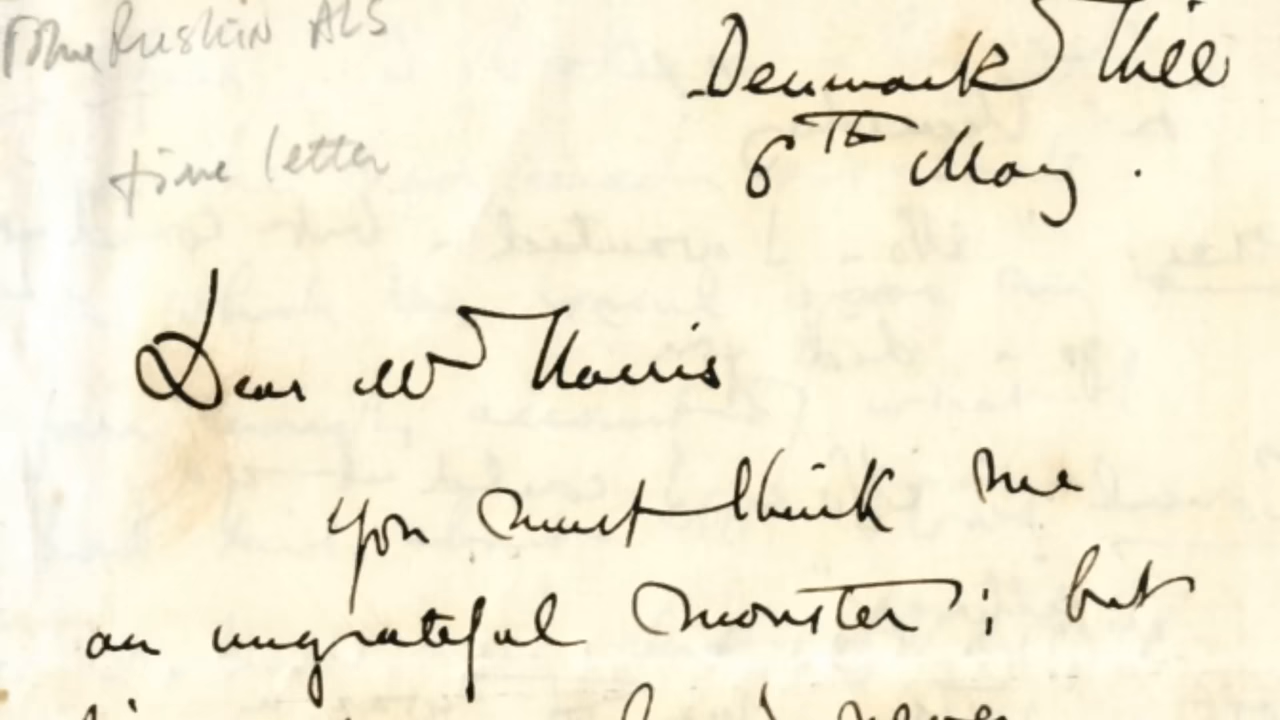 John Ruskin ALS
fine letter
Denmark Hill
6th May.
Dear Mr Harris
you must think me
an ungrateful monster; but
never